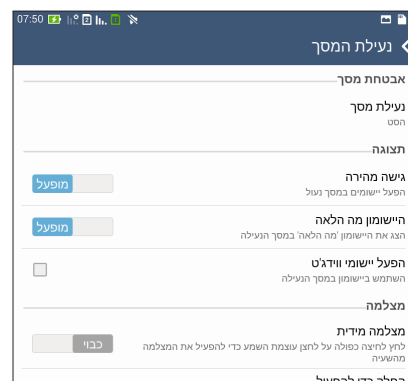 07:50
נעילת המסך
אבטחת מסך
נעילת מסך
הסט
תצוגה
גישה מהירה
הפעל יישומים במסך נעול
מופעל
היישומון מה הלאה
הצג את היישומון 'מה הלאה' במסך הנעילה
מופעל
הפעל יישומי ווידג'ט
השתמש ביישומון במסך הנעילה
מצלמה
מצלמה מידית
לחץ לחיצה כפולה על לחצן עוצמת השמע כדי להפעיל את המצלמה
מהשעיה
כבוי